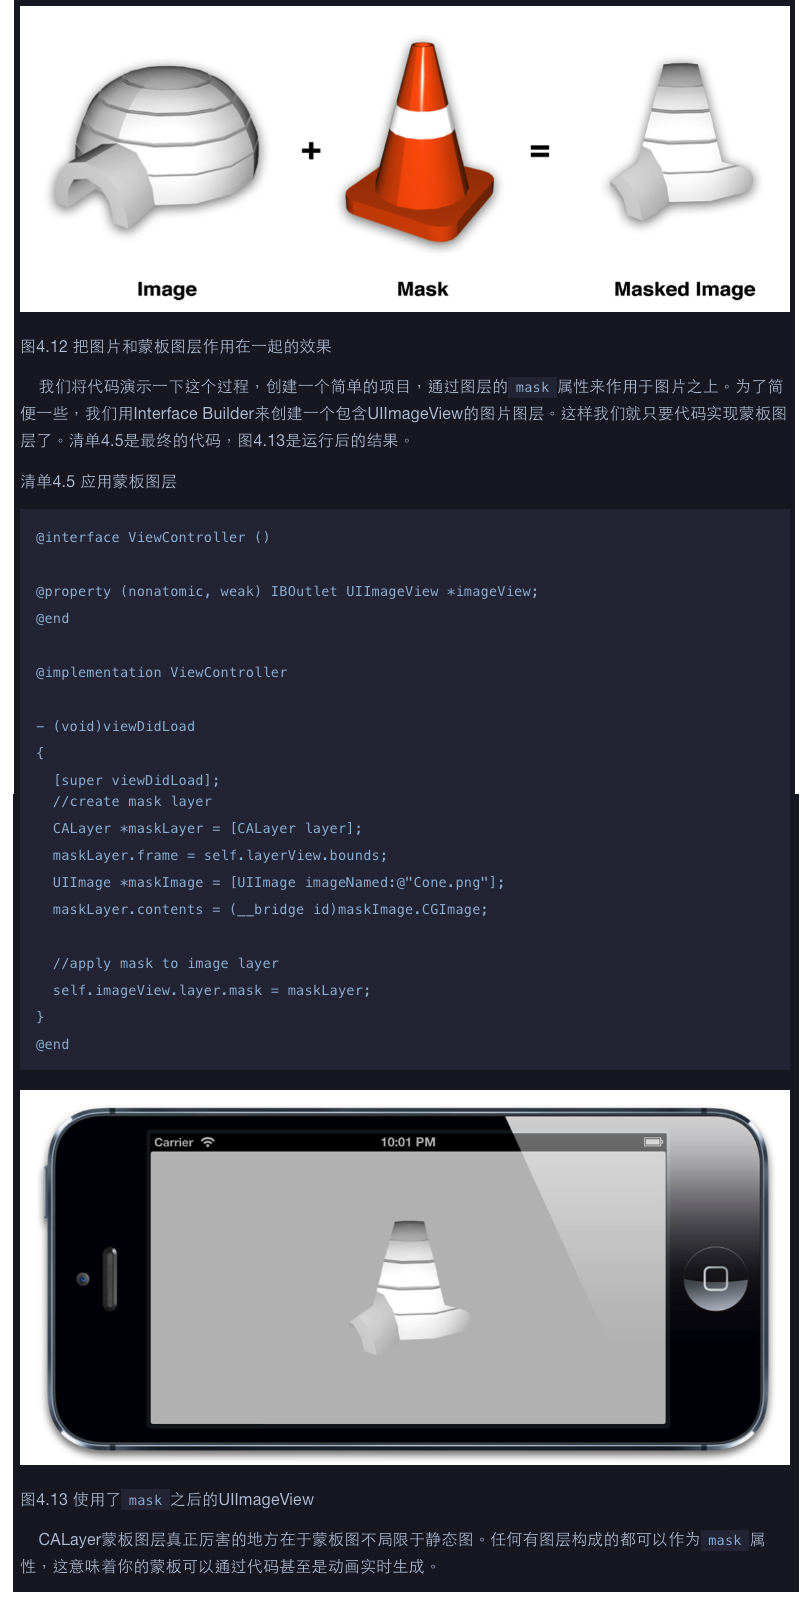 +
=
Image
Mask
Masked Image
图4.12 把图片和蒙板图层作用在一起的效果
我们将代码演示一下这个过程，创建一个简单的项目，通过图层的 mask 属性来作用于图片之上。为了简
便一些，我们用Interface Builder来创建一个包含UIImageView的图片图层。这样我们就只要代码实现蒙板图
层了。清单4.5是最终的代码，图4.13是运行后的结果。
清单4.5 应用蒙板图层
@interface ViewController ()
@property (nonatomic, weak) IBOutlet UIImageView *imageView;
@end
@implementation ViewController
- (void)viewDidLoad
{
[super viewDidLoad];
//create mask layer
CALayer *maskLayer = [CALayer layer];
maskLayer.frame = self.layerView.bounds;
UIImage *maskImage = [UIImage imageNamed:@"Cone.png"];
maskLayer.contents = (__bridge id)maskImage.CGImage;
//apply mask to image layer
self.imageView.layer.mask = maskLayer;
}
@end
Carrier 10:01 PM
图4.13 使用了 mask 之后的UIImageView
CALayer蒙板图层真正厉害的地方在于蒙板图不局限于静态图。任何有图层构成的都可以作为 mask 属
性，这意味着你的蒙板可以通过代码甚至是动画实时生成。